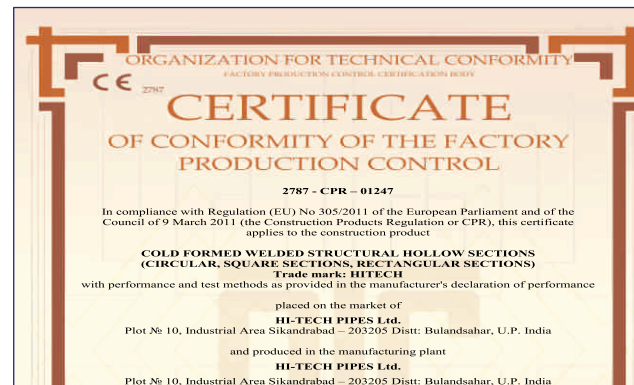 ORGANIZATION FOR TECHNICAL CONFORMITY
FACTORY PRODUCTION CONTROL CERTIFICATION BODY
CE 2787
CERTIFICATE
OF CONFORMITY OF THE FACTORY
PRODUCTION CONTROL
2787 - CPR – 01247
In compliance with Regulation (EU) No 305/2011 of the European Parliament and of the
Council of 9 March 2011 (the Construction Products Regulation or CPR), this certificate
applies to the construction product
COLD FORMED WELDED STRUCTURAL HOLLOW SECTIONS
(CIRCULAR, SQUARE SECTIONS, RECTANGULAR SECTIONS)
Trade mark: HITECH
with performance and test methods as provided in the manufacturer's declaration of performance
placed on the market of
HI-TECH PIPES Ltd.
Plot № 10, Industrial Area Sikandrabad – 203205 Distt: Bulandsahar, U.P. India
and produced in the manufacturing plant
HI-TECH PIPES Ltd.
Plot № 10, Industrial Area Sikandrabad – 203205 Distt: Bulandsahar, U.P. India